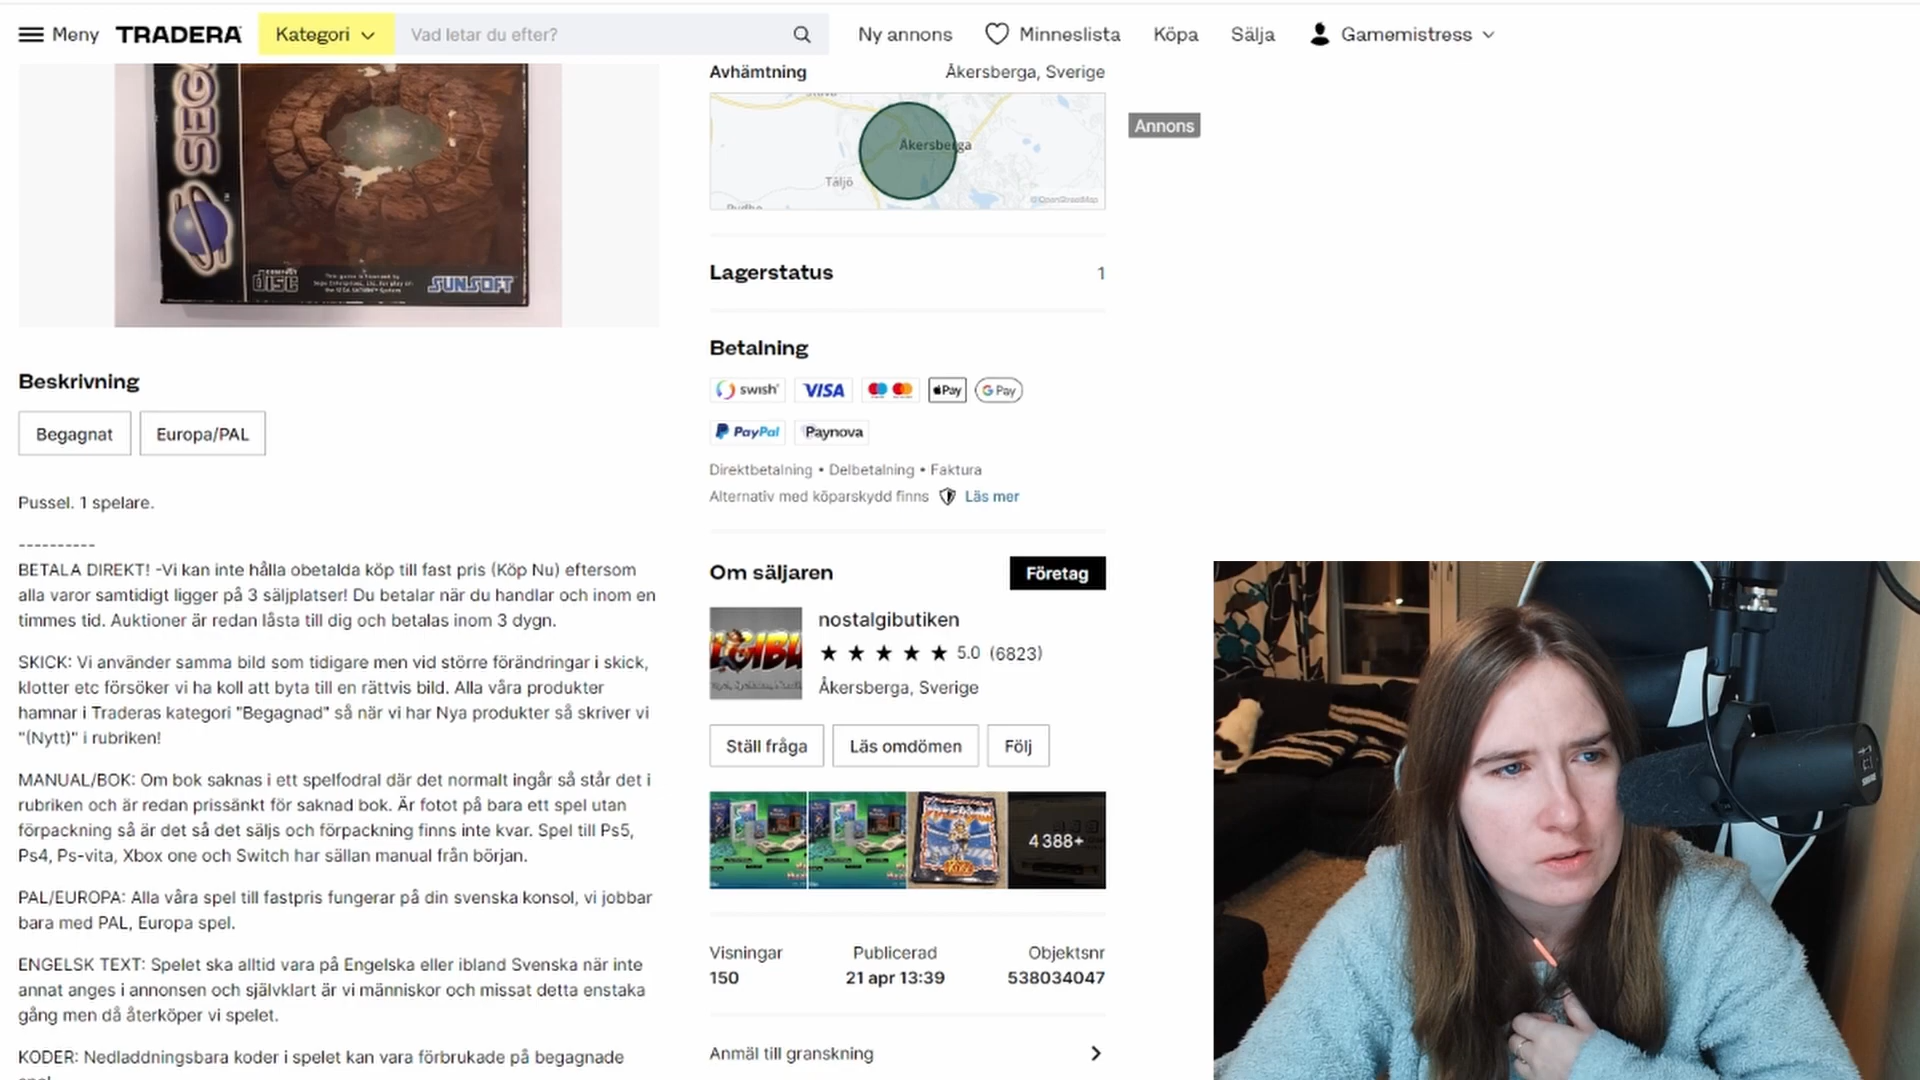 Meny
TRADERA
Kategori
Vad letar du efter?
Ny annons
Minneslista
Köpa
Sälja
Gamemistress
SEGA
COMPACT
DISC
SUNSOFT
Avhämtning
Åkersberga, Sverige
Åkersberga
Täljö
© OpenStreetMap
Annons
Lagerstatus
1
Betalning
swish
VISA
Pay
G Pay
PayPal
Paynova
Direktbetalning • Delbetalning • Faktura
Alternativ med köparskydd finns Läs mer
Om säljaren
Företag
nostalgibutiken
5.0 (6823)
Åkersberga, Sverige
Ställ fråga
Läs omdömen
Följ
4 388+
Visningar
150
Publicerad
21 apr 13:39
Objektsnr
538034047
Anmäl till granskning
Beskrivning
Begagnat
Europa/PAL
Pussel. 1 spelare.
----------
BETALA DIREKT! -Vi kan inte hålla obetalda köp till fast pris (Köp Nu) eftersom
alla varor samtidigt ligger på 3 säljplatser! Du betalar när du handlar och inom en
timmes tid. Auktioner är redan låsta till dig och betalas inom 3 dygn.
SKICK: Vi använder samma bild som tidigare men vid större förändringar i skick,
klotter etc försöker vi ha koll att byta till en rättvis bild. Alla våra produkter
hamnar i Traderas kategori "Begagnad" så när vi har Nya produkter så skriver vi
"(Nytt)" i rubriken!
MANUAL/BOK: Om bok saknas i ett spelfodral där det normalt ingår så står det i
rubriken och är redan prissänkt för saknad bok. Är fotot på bara ett spel utan
förpackning så är det så det säljs och förpackning finns inte kvar. Spel till Ps5,
Ps4, Ps-vita, Xbox one och Switch har sällan manual från början.
PAL/EUROPA: Alla våra spel till fastpris fungerar på din svenska konsol, vi jobbar
bara med PAL, Europa spel.
ENGELSK TEXT: Spelet ska alltid vara på Engelska eller ibland Svenska när inte
annat anges i annonsen och självklart är vi människor och missat detta enstaka
gång men då återköper vi spelet.
KODER: Nedladdningsbara koder i spelet kan vara förbrukade på begagnade